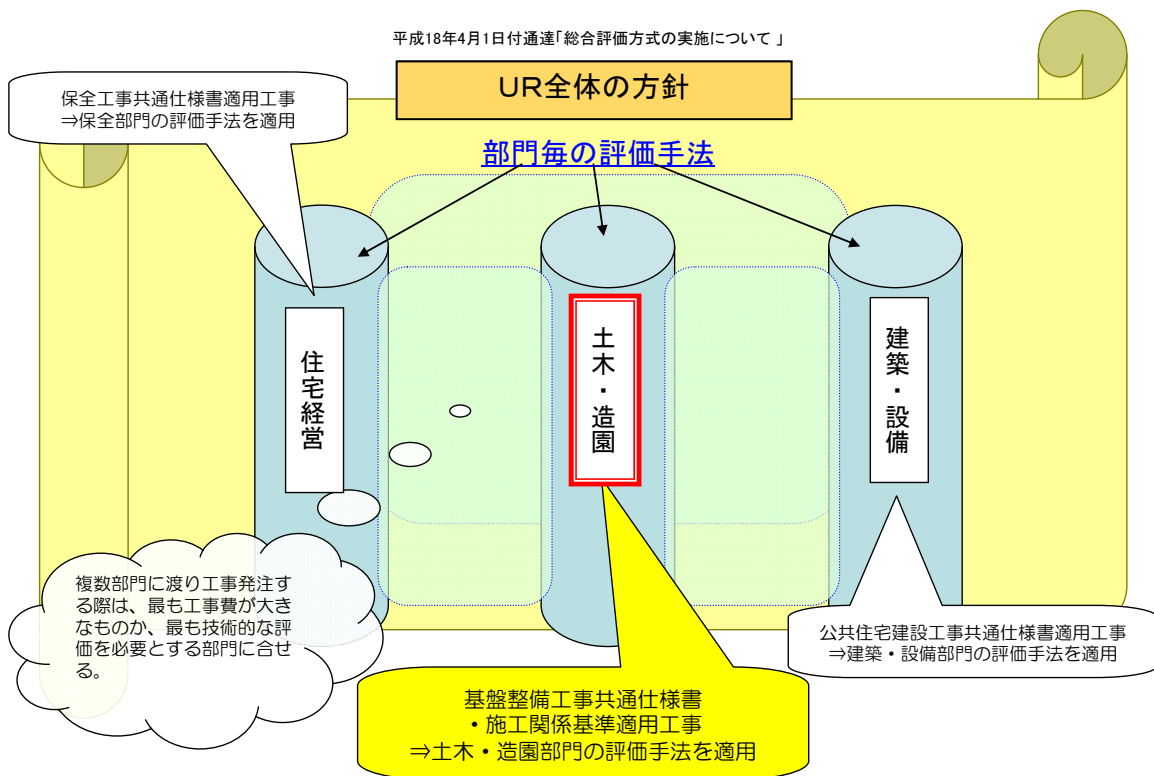 平成18年4月1日付通達「総合評価方式の実施について 」
UR全体の方針
保全工事共通仕様書適用工事
⇒保全部門の評価手法を適用
部門毎の評価手法
住宅経営
土木・造園
建築・設備
複数部門に渡り工事発注す
る際は、最も工事費が大き
なものか、最も技術的な評
価を必要とする部門に合せ
る。
公共住宅建設工事共通仕様書適用工事
⇒建築・設備部門の評価手法を適用
基盤整備工事共通仕様書
・施工関係基準適用工事
⇒土木・造園部門の評価手法を適用